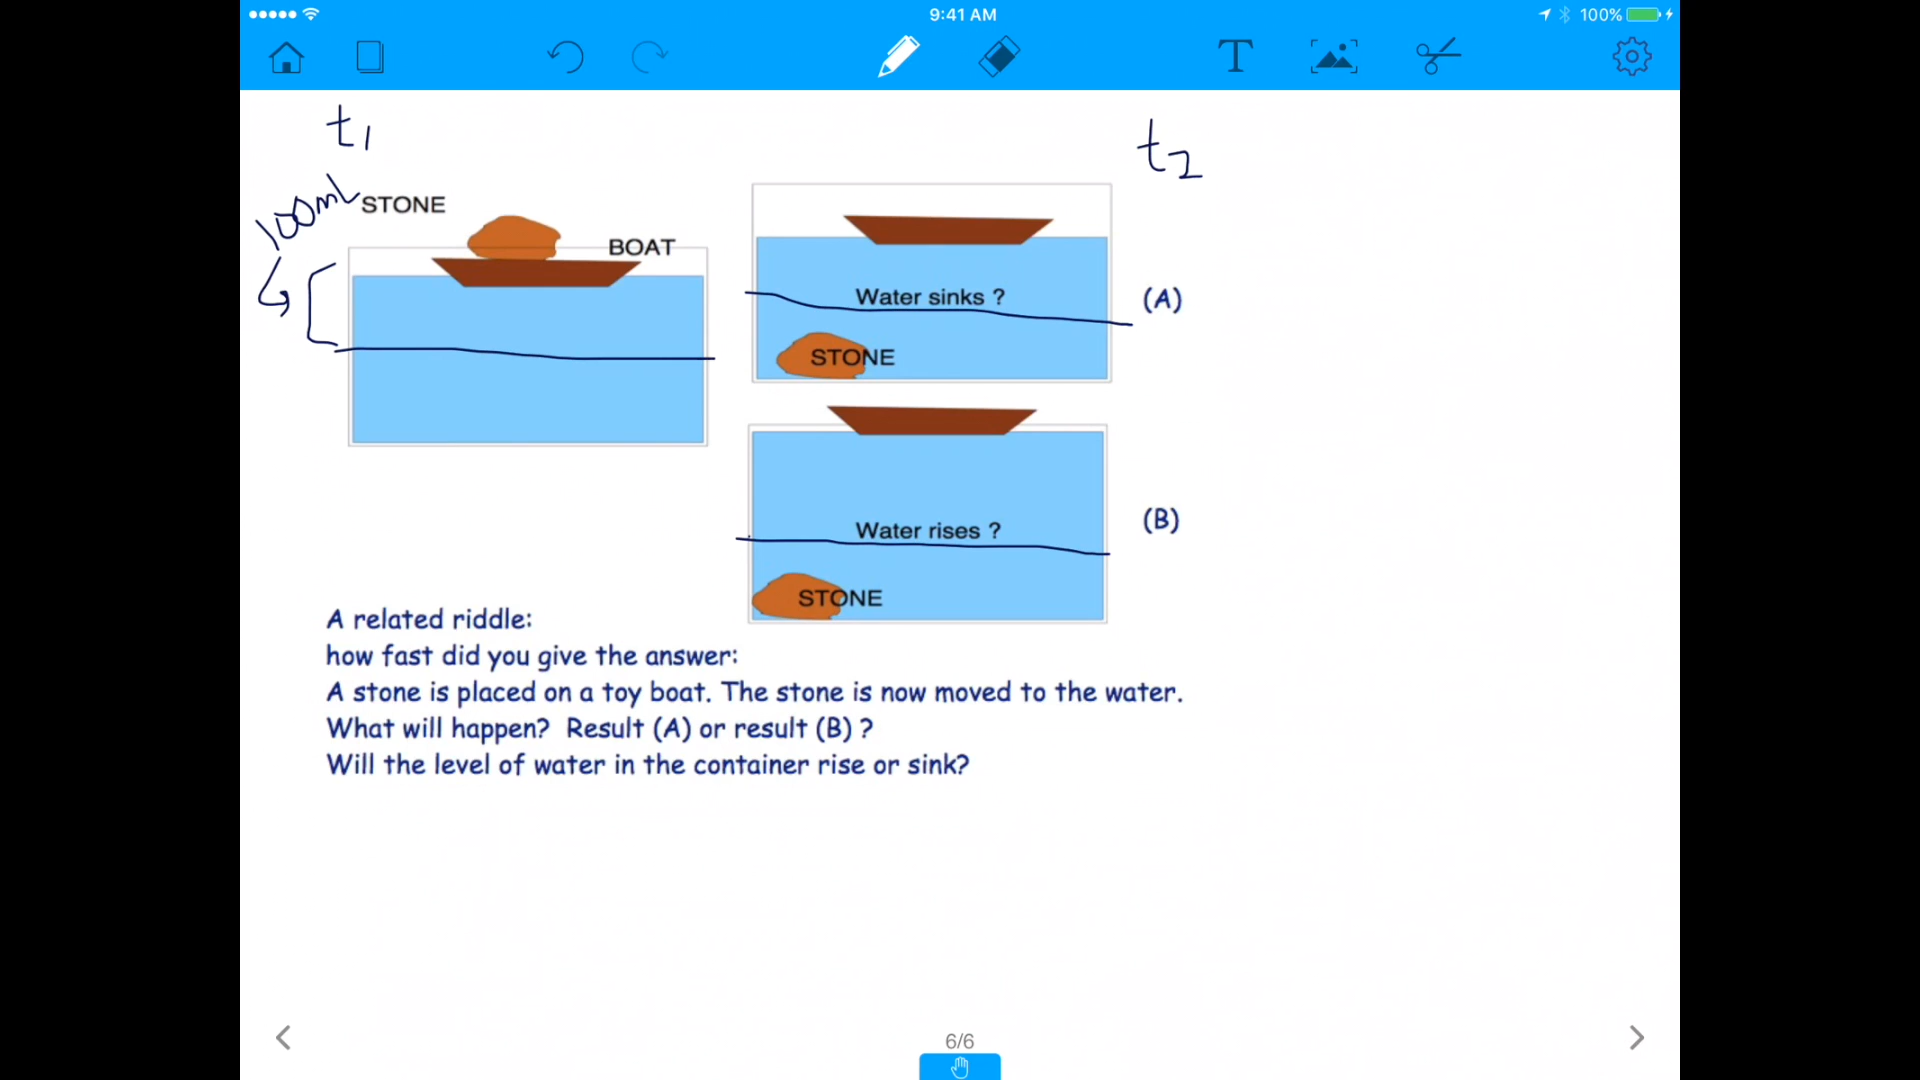 9:41 AM
100%
T
t1
t2
100mL
STONE
BOAT
Water sinks ?
(A)
STONE
Water rises ?
(B)
STONE
A related riddle:
how fast did you give the answer:
A stone is placed on a toy boat. The stone is now moved to the water.
What will happen? Result (A) or result (B) ?
Will the level of water in the container rise or sink?
6/6